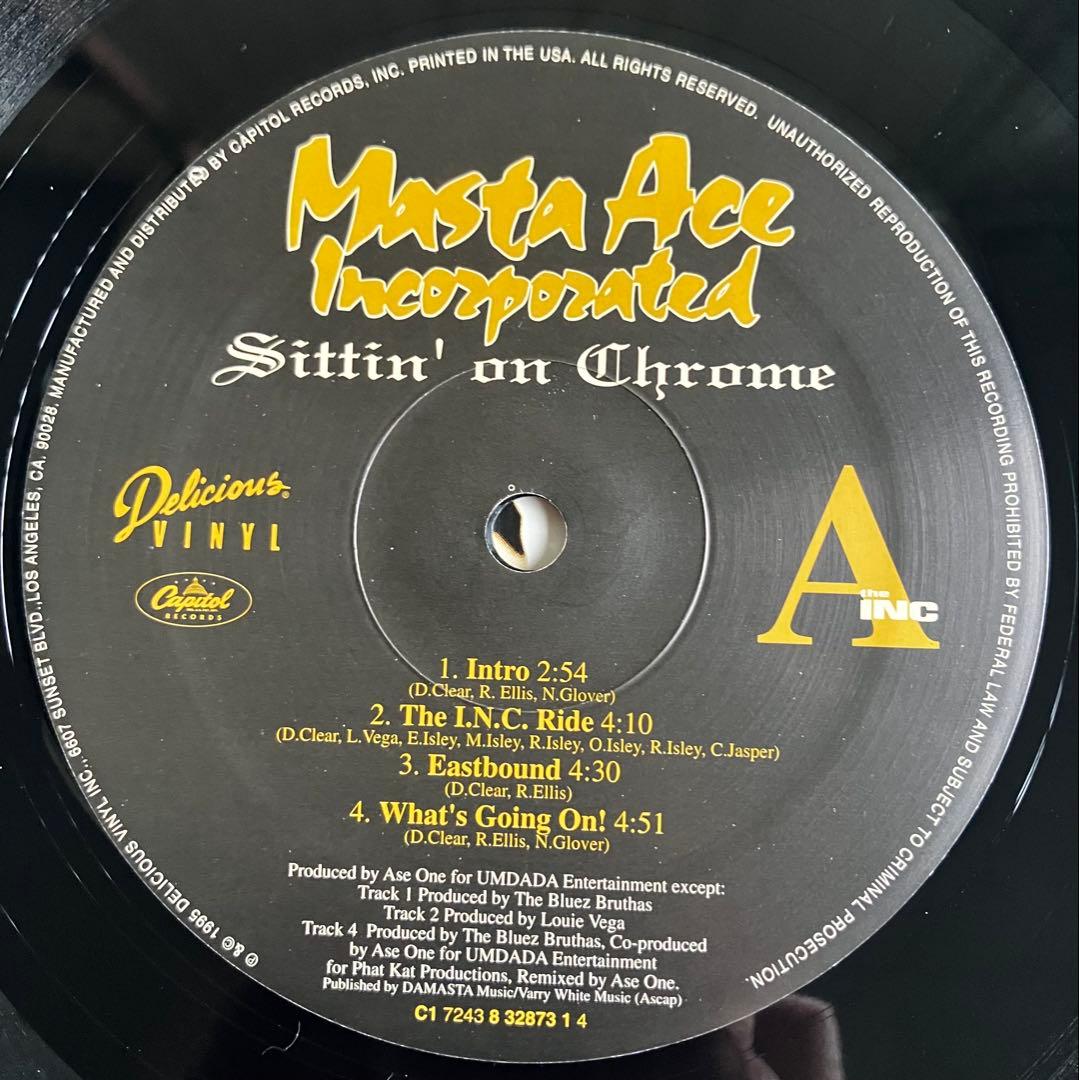 Masta Ace
Incorporated
Sittin' on Chrome
Delicious®
VINYL
Capitol
RECORDS
A
the
INC
1. Intro 2:54
(D.Clear, R. Ellis, N.Glover)
2. The I.N.C. Ride 4:10
(D.Clear, L.Vega, E.Isley, M.Isley, R.Isley, O.Isley, R.Isley, C.Jasper)
3. Eastbound 4:30
(D.Clear, R.Ellis)
4. What's Going On! 4:51
(D.Clear, R.Ellis, N.Glover)
Produced by Ase One for UMDADA Entertainment except:
Track 1 Produced by The Bluez Bruthas
Track 2 Produced by Louie Vega
Track 4 Produced by The Bluez Bruthas, Co-produced
by Ase One for UMDADA Entertainment
for Phat Kat Productions, Remixed by Ase One.
Published by DAMASTA Music/Varry White Music (Ascap)
C1 7243 8 32873 1 4
℗ & © 1995 DELICIOUS VINYL INC., 6607 SUNSET BLVD., LOS ANGELES, CA. 90028. MANUFACTURED AND DISTRIBUTED BY CAPITOL RECORDS, INC. PRINTED IN THE USA. ALL RIGHTS RESERVED. UNAUTHORIZED REPRODUCTION OF THIS RECORDING PROHIBITED BY FEDERAL LAW AND SUBJECT TO CRIMINAL PROSECUTION.